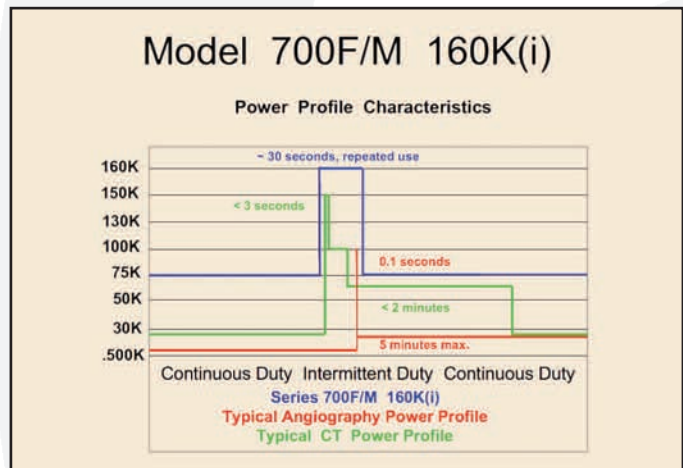 Model 700F/M 160K(i)
Power Profile Characteristics
~ 30 seconds, repeated use
160K
< 3 seconds
150K
130K
100K
0.1 seconds
75K
50K
< 2 minutes
30K
5 minutes max.
.500K
Continuous Duty Intermittent Duty Continuous Duty
Series 700F/M 160K(i)
Typical Angiography Power Profile
Typical CT Power Profile